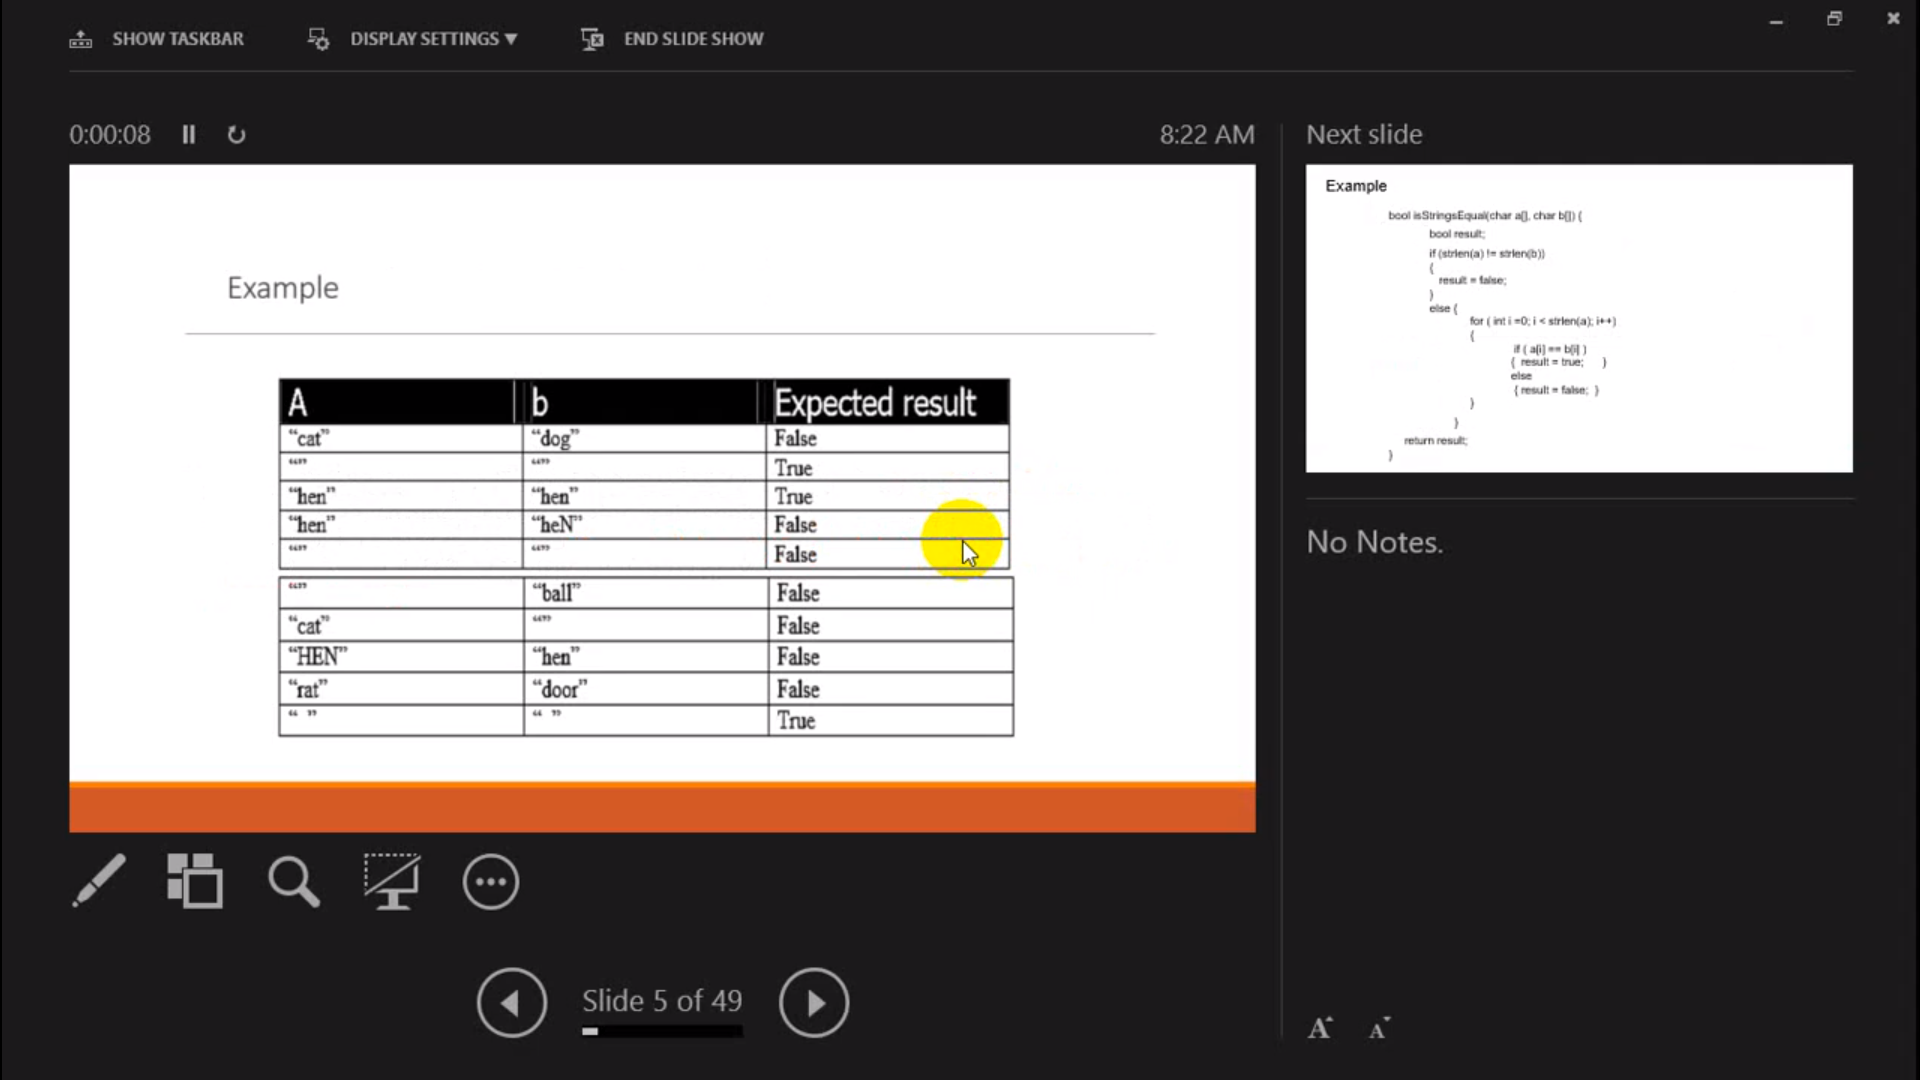 SHOW TASKBAR DISPLAY SETTINGS ▼ END SLIDE SHOW
0:00:08 8:22 AM
Example
A b Expected result
“cat” “dog” False
“” “” True
“hen” “hen” True
“hen” “heN” False
“” “” False
“” “ball” False
“cat” “” False
“HEN” “hen” False
“rat” “door” False
“ ” “ ” True
Slide 5 of 49
Next slide
Example
bool isStringsEqual(char a[], char b[]) {
bool result;
if (strlen(a) != strlen(b))
{
result = false;
}
else {
for ( int i =0; i < strlen(a); i++)
{
if ( a[i] == b[i] )
{ result = true; }
else
{ result = false; }
}
}
return result;
}
No Notes.
A A